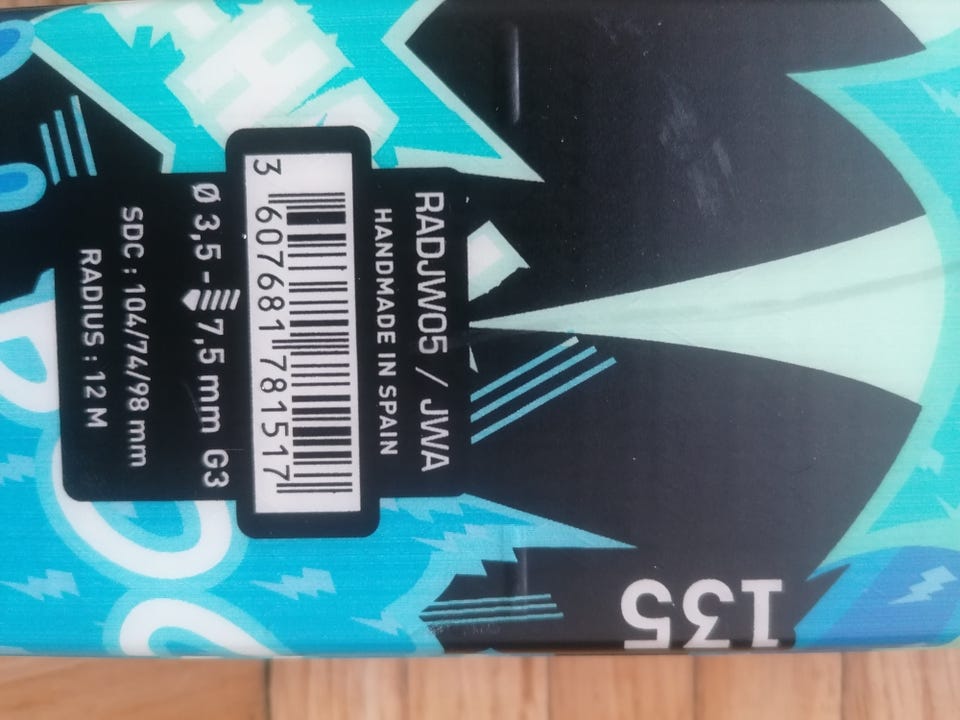 RADJW05 / JWA
HANDMADE IN SPAIN
3 607681 781517
Ø 3,5 - 7,5 mm G3
SDC : 104/74/98 mm
RADIUS : 12 M
135